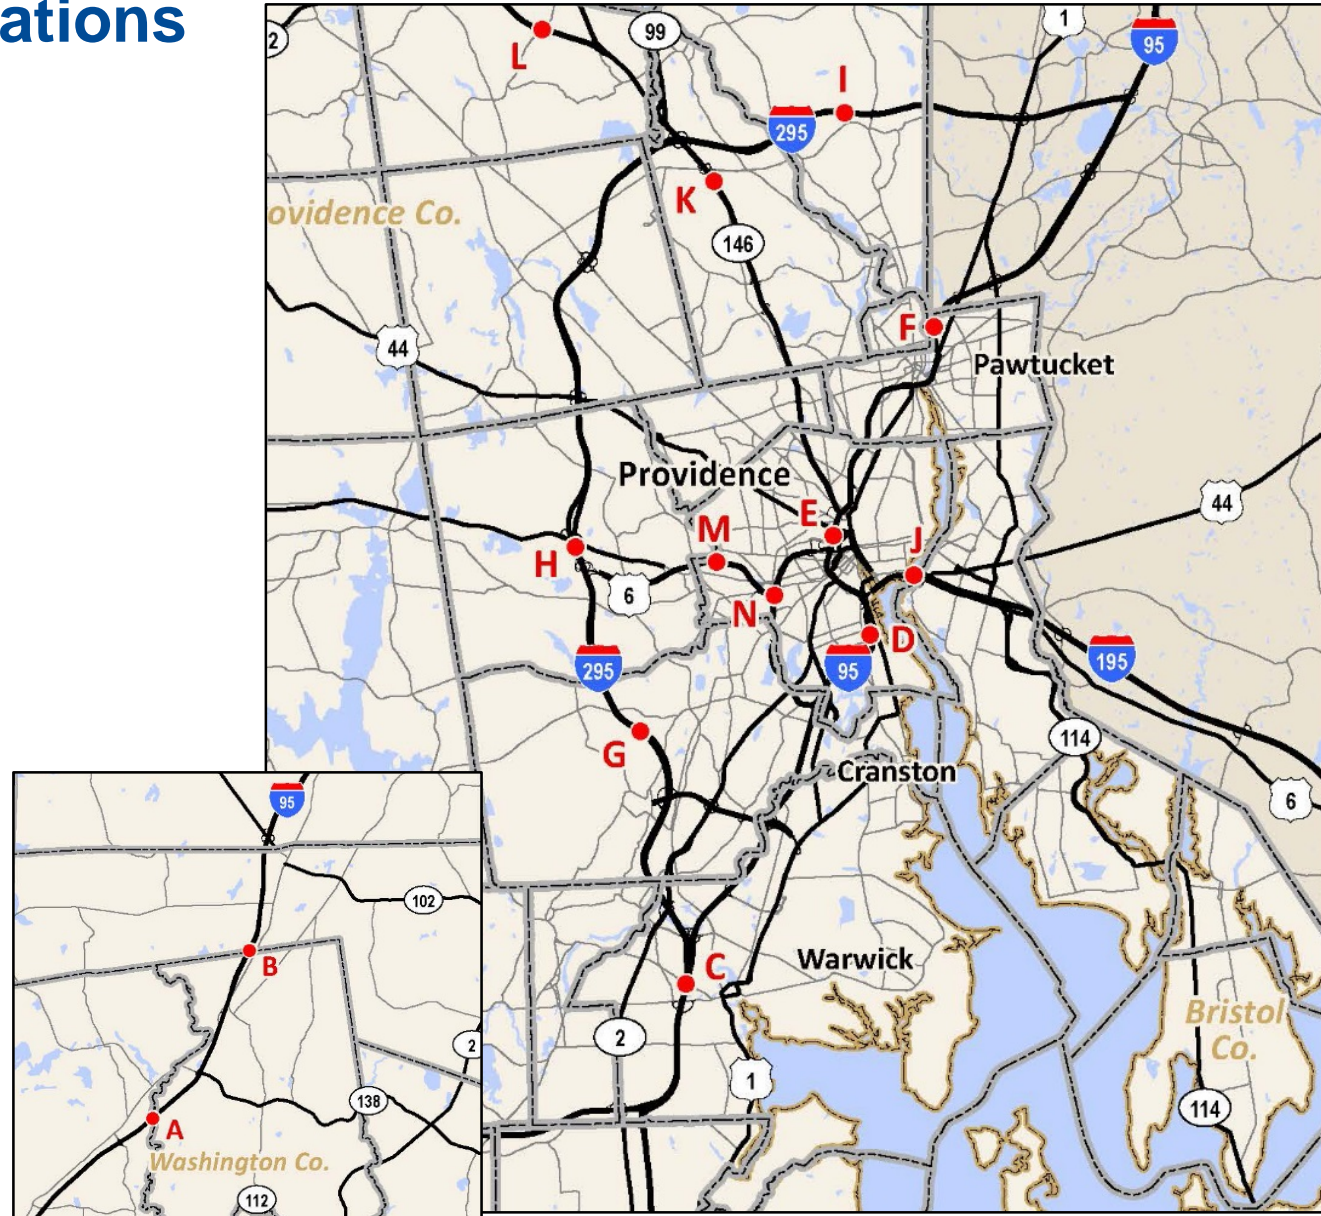 ations
2
L
99
1
95
I
295
K
ovidence Co.
146
F
44
Pawtucket
Providence
E
44
M
J
H
6
N
D
295
95
195
G
114
Cranston
6
95
102
B
C
Warwick
Bristol
Co.
2
2
1
138
114
A
Washington Co.
112